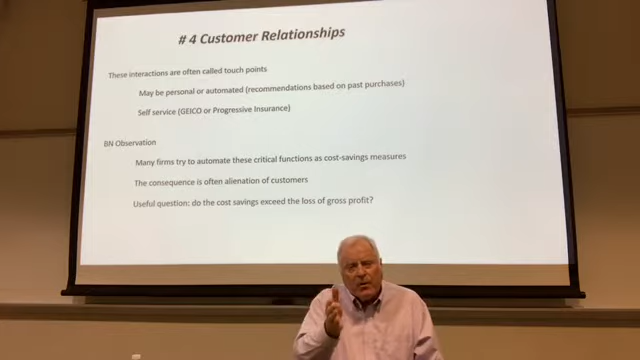 # 4 Customer Relationships
These interactions are often called touch points
May be personal or automated (recommendations based on past purchases)
Self service (GEICO or Progressive Insurance)
BN Observation
Many firms try to automate these critical functions as cost-savings measures
The consequence is often alienation of customers
Useful question: do the cost savings exceed the loss of gross profit?